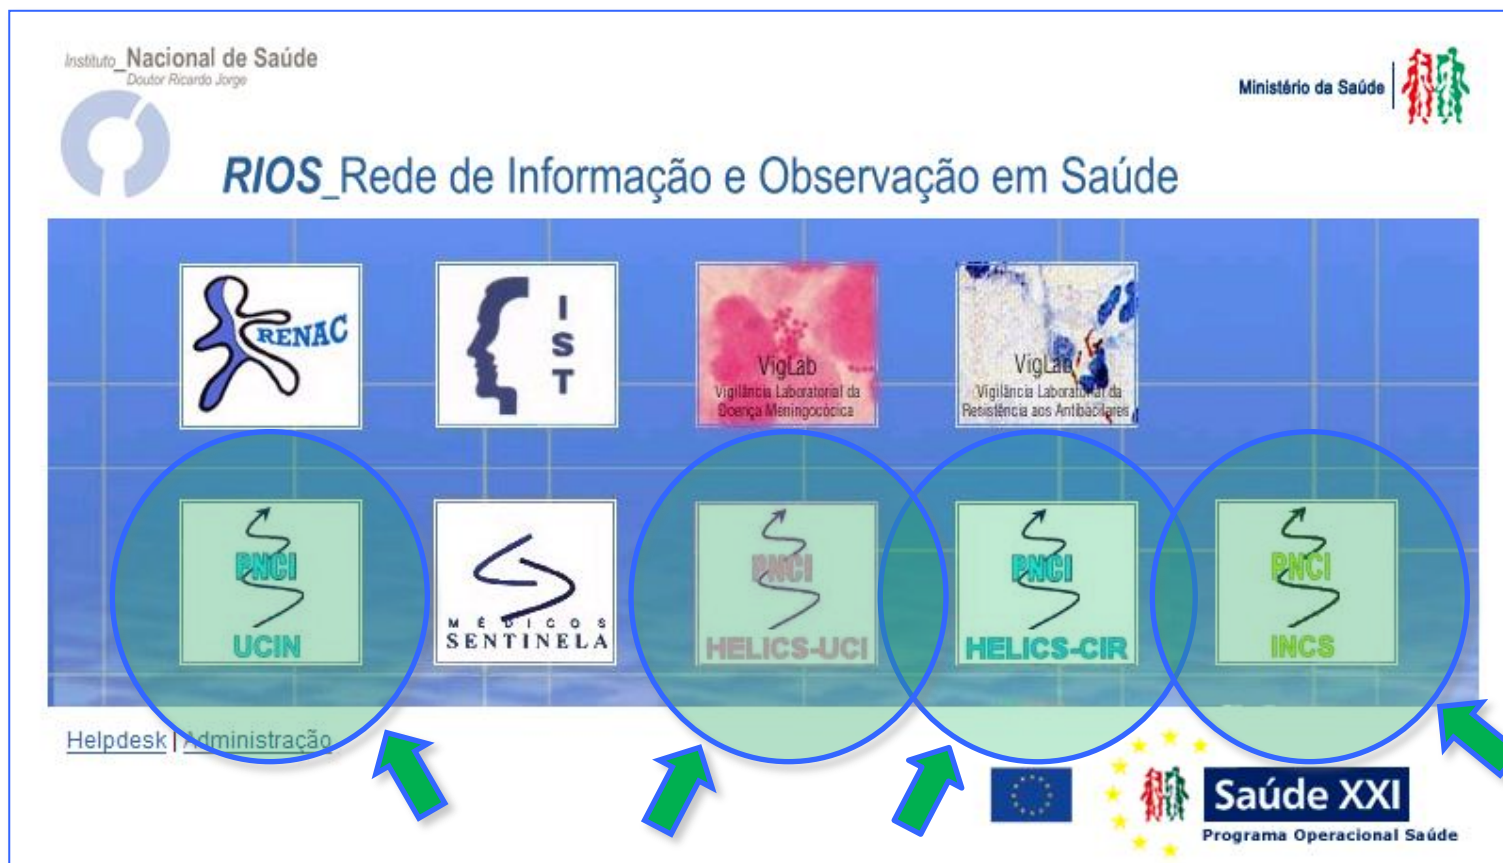 Instituto_Nacional de Saúde
Doutor Ricardo Jorge
Ministério da Saúde
RIOS_Rede de Informação e Observação em Saúde
RENAC
I
S
T
VigLab
Vigilância Laboratorial da
Doença Meningocócica
VigLab
Vigilância Laboratorial da
Resistência aos Antibacilares
PNCI
UCIN
MÉDICOS
SENTINELA
PNCI
HELICS-UCI
PNCI
HELICS-CIR
PNCI
INCS
Helpdesk | Administração
Saúde XXI
Programa Operacional Saúde